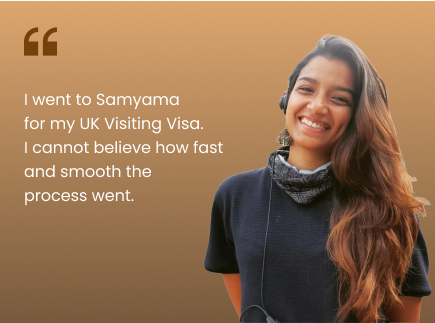 I went to Samyama
for my UK Visiting Visa.
I cannot believe how fast
and smooth the
process went.